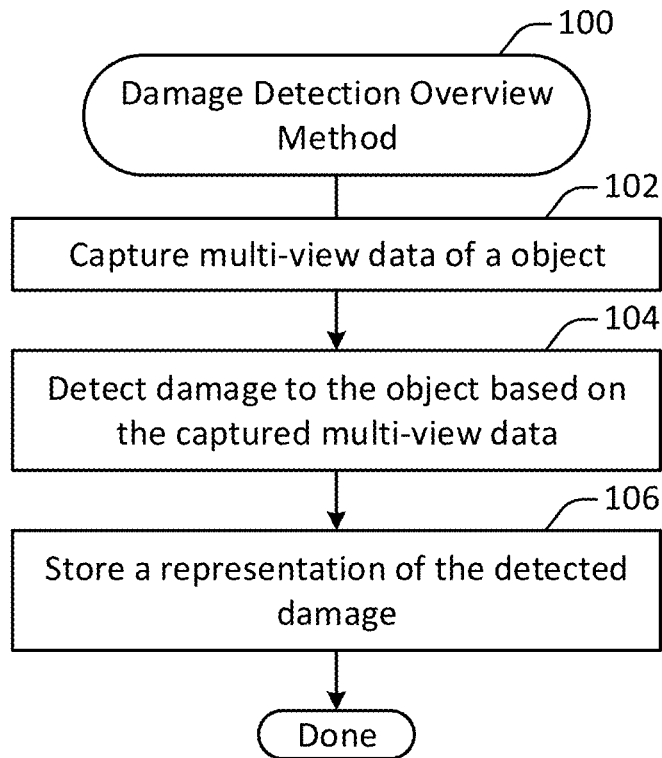 100
Damage Detection Overview
Method
102
Capture multi-view data of a object
104
Detect damage to the object based on
the captured multi-view data
106
Store a representation of the detected
damage
Done